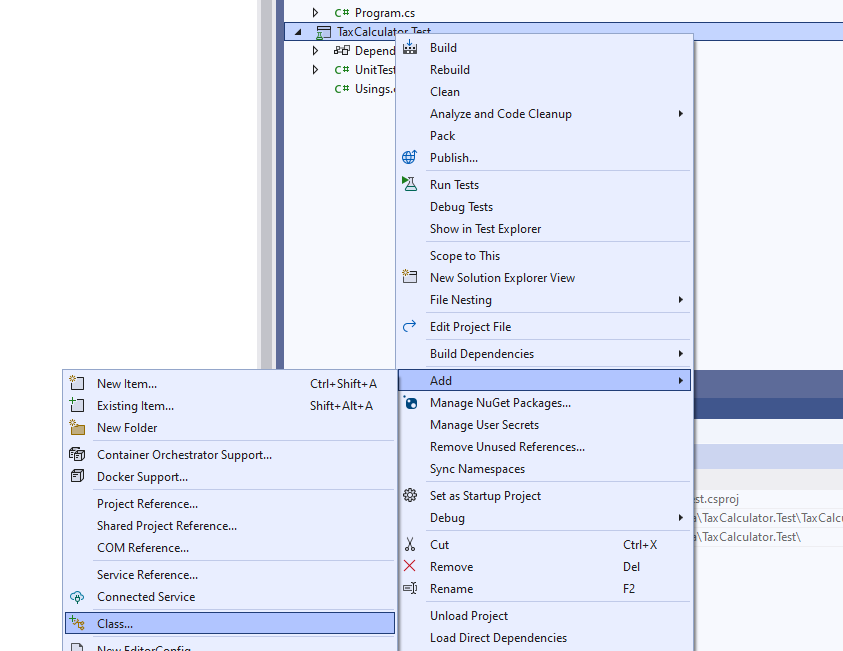 C# Program.cs
TaxCalculator.Test
Depend
C# UnitTest
C# Usings.
Build
Rebuild
Clean
Analyze and Code Cleanup
Pack
Publish...
Run Tests
Debug Tests
Show in Test Explorer
Scope to This
New Solution Explorer View
File Nesting
Edit Project File
Build Dependencies
Add
Manage NuGet Packages...
Manage User Secrets
Remove Unused References...
Sync Namespaces
Set as Startup Project
Debug
Cut Ctrl+X
Remove Del
Rename F2
Unload Project
Load Direct Dependencies
New Item... Ctrl+Shift+A
Existing Item... Shift+Alt+A
New Folder
Container Orchestrator Support...
Docker Support...
Project Reference...
Shared Project Reference...
COM Reference...
Service Reference...
Connected Service
Class...
New EditorConfig
est.csproj
a\TaxCalculator.Test\TaxCalcu
a\TaxCalculator.Test\